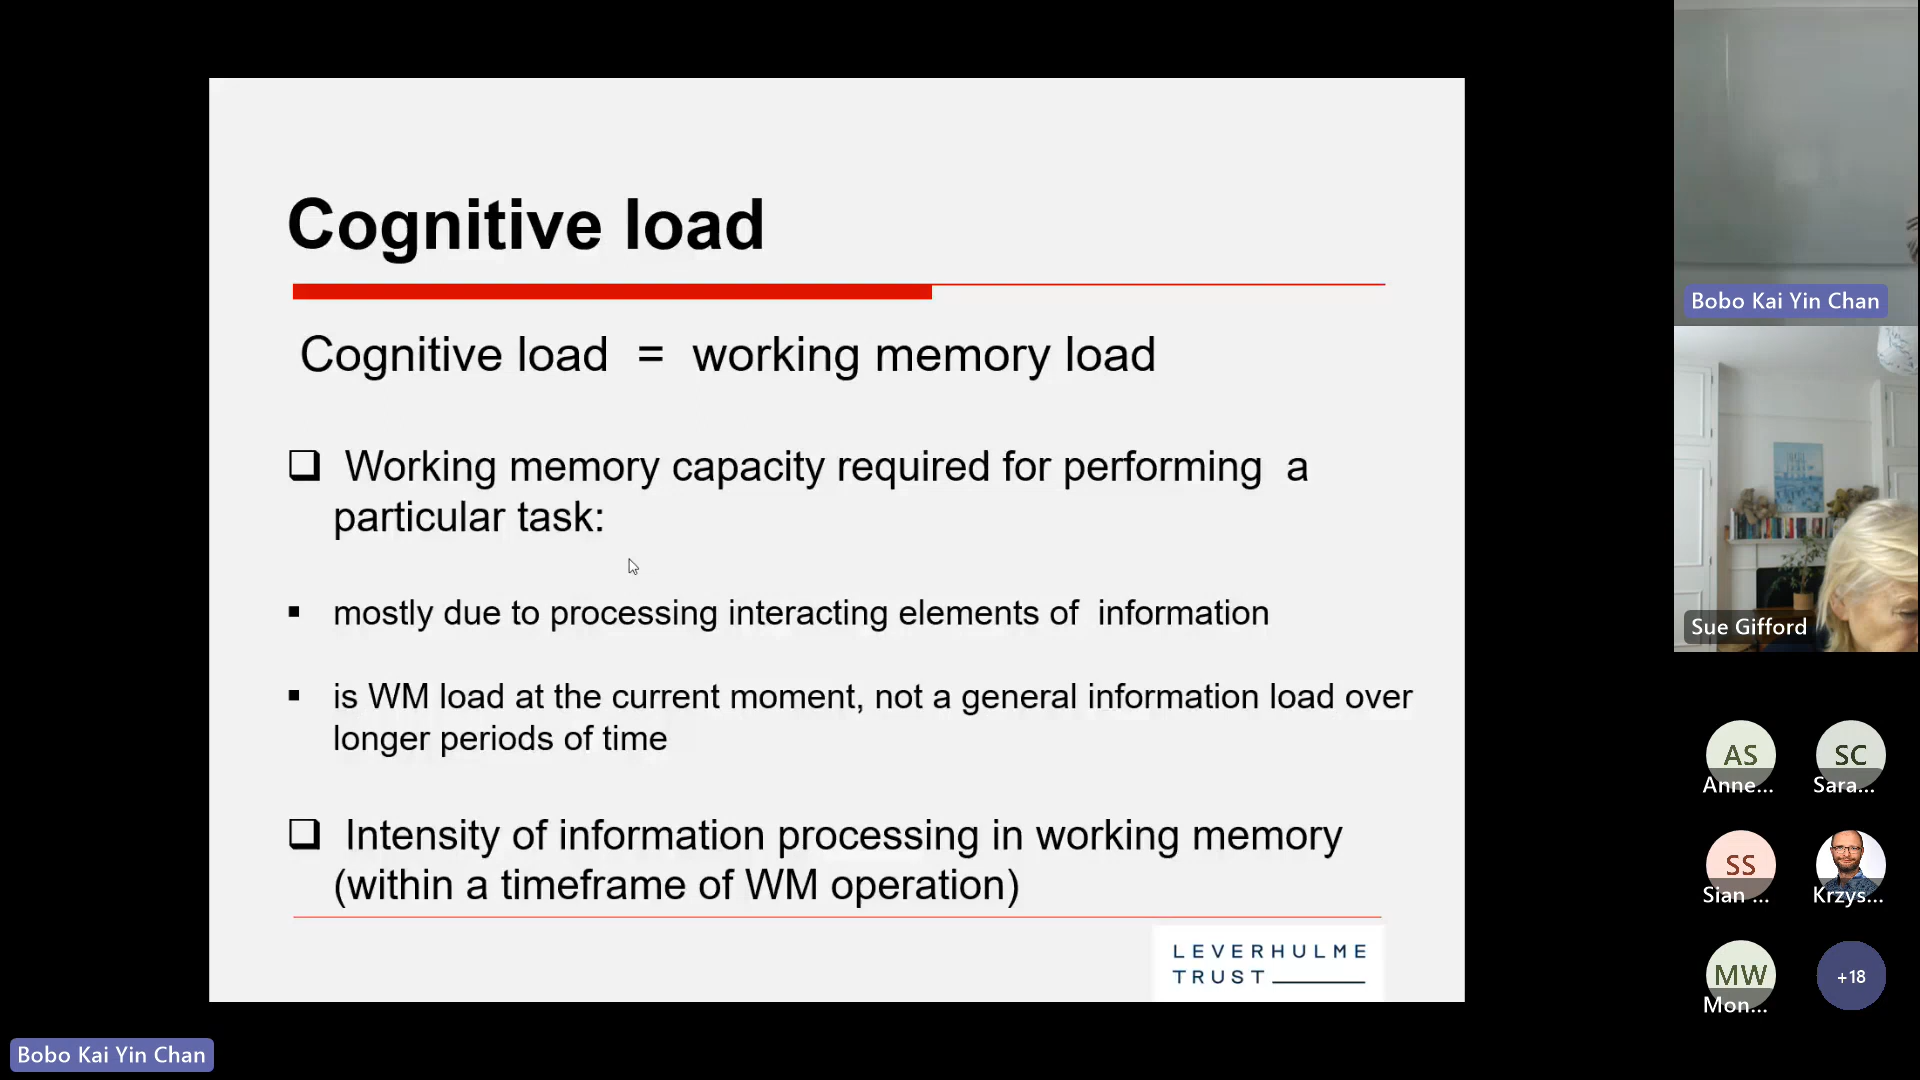 Cognitive load
Cognitive load = working memory load
❑ Working memory capacity required for performing a
particular task:
▪ mostly due to processing interacting elements of information
▪ is WM load at the current moment, not a general information load over
longer periods of time
❑ Intensity of information processing in working memory
(within a timeframe of WM operation)
LEVERHULME
TRUST
Bobo Kai Yin Chan
Sue Gifford
AS
Anne...
SC
Sara...
SS
Sian ...
Krzys...
MW
Mon...
+18
Bobo Kai Yin Chan